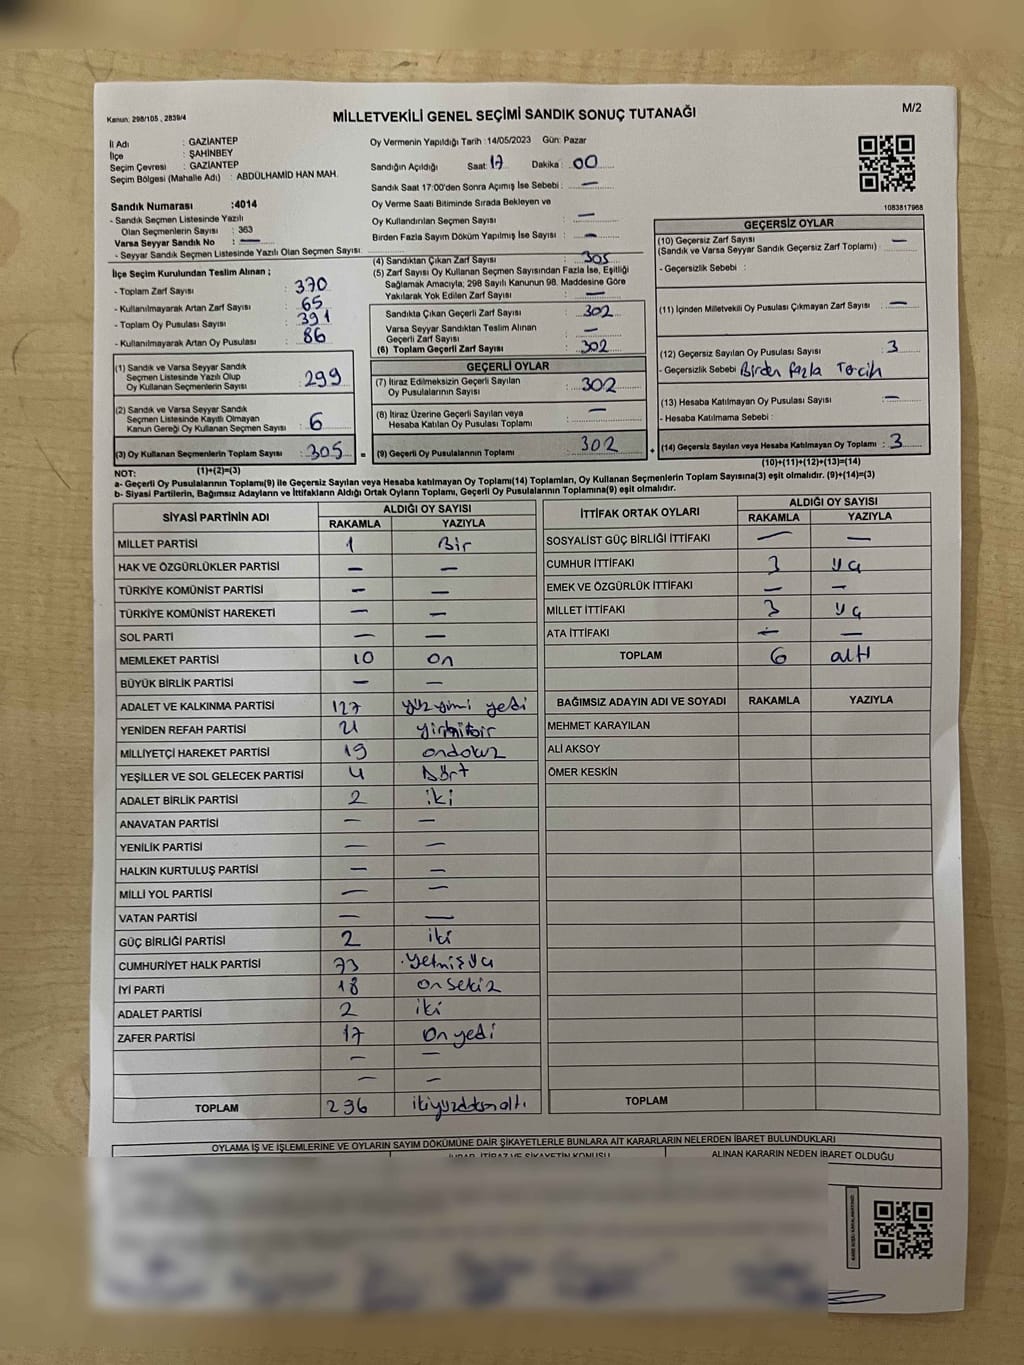 Kanun: 298/105 , 2839/4
MİLLETVEKİLİ GENEL SEÇİMİ SANDIK SONUÇ TUTANAĞI
M/2
İl Adı : GAZİANTEP
İlçe : ŞAHİNBEY
Seçim Çevresi : GAZİANTEP
Seçim Bölgesi (Mahalle Adı) : ABDÜLHAMİD HAN MAH.
Sandık Numarası :4014
- Sandık Seçmen Listesinde Yazılı
Olan Seçmenlerin Sayısı : 363
Varsa Seyyar Sandık No : —
- Seyyar Sandık Seçmen Listesinde Yazılı Olan Seçmen Sayısı:
Oy Vermenin Yapıldığı Tarih :14/05/2023 Gün: Pazar
Sandığın Açıldığı Saat: 17 Dakika : 00
Sandık Saat 17:00'den Sonra Açımış İse Sebebi : —
Oy Verme Saati Bitiminde Sırada Bekleyen ve
Oy Kullandırılan Seçmen Sayısı : —
Birden Fazla Sayım Döküm Yapılmış İse Sayısı : —
1083817968
İlçe Seçim Kurulundan Teslim Alınan ;
- Toplam Zarf Sayısı : 370
- Kullanılmayarak Artan Zarf Sayısı : 65
- Toplam Oy Pusulası Sayısı : 391
- Kullanılmayarak Artan Oy Pusulası : 86
(1) Sandık ve Varsa Seyyar Sandık
Seçmen Listesinde Yazılı Olup
Oy Kullanan Seçmenlerin Sayısı : 299
(2) Sandık ve Varsa Seyyar Sandık
Seçmen Listesinde Kayıtlı Olmayan
Kanun Gereği Oy Kullanan Seçmen Sayısı : 6
(3) Oy Kullanan Seçmenlerin Toplam Sayısı : 305
(1)+(2)=(3)
(4) Sandıktan Çıkan Zarf Sayısı : 305
(5) Zarf Sayısı Oy Kullanan Seçmen Sayısından Fazla İse, Eşitliği
Sağlamak Amacıyla; 298 Sayılı Kanunun 98. Maddesine Göre
Yakılarak Yok Edilen Zarf Sayısı : —
Sandıkta Çıkan Geçerli Zarf Sayısı : 302
Varsa Seyyar Sandıktan Teslim Alınan
Geçerli Zarf Sayısı : —
(6) Toplam Geçerli Zarf Sayısı : 302
GEÇERLİ OYLAR
(7) İtiraz Edilmeksizin Geçerli Sayılan
Oy Pusulalarının Sayısı : 302
(8) İtiraz Üzerine Geçerli Sayılan veya
Hesaba Katılan Oy Pusulası Toplamı : —
= (9) Geçerli Oy Pusulalarının Toplamı : 302
GEÇERSİZ OYLAR
(10) Geçersiz Zarf Sayısı
(Sandık ve Varsa Seyyar Sandık Geçersiz Zarf Toplamı) : —
- Geçersizlik Sebebi :
(11) İçinden Milletvekili Oy Pusulası Çıkmayan Zarf Sayısı : —
(12) Geçersiz Sayılan Oy Pusulası Sayısı : 3
- Geçersizlik Sebebi : Birden fazla Tercih
(13) Hesaba Katılmayan Oy Pusulası Sayısı : —
- Hesaba Katılmama Sebebi :
+ (14) Geçersiz Sayılan veya Hesaba Katılmayan Oy Toplamı : 3
(10)+(11)+(12)+(13)=(14)
NOT:
a- Geçerli Oy Pusulalarının Toplamı(9) ile Geçersiz Sayılan veya Hesaba Katılmayan Oy Toplamı(14) Toplamları, Oy Kullanan Seçmenlerin Toplam Sayısına(3) eşit olmalıdır. (9)+(14)=(3)
b- Siyasi Partilerin, Bağımsız Adayların ve İttifakların Aldığı Ortak Oyların Toplamı, Geçerli Oy Pusulalarının Toplamına(9) eşit olmalıdır.
SİYASİ PARTİNİN ADI ALDIĞI OY SAYISI
RAKAMLA YAZIYLA
MİLLET PARTİSİ 1 Bir
HAK VE ÖZGÜRLÜKLER PARTİSİ — —
TÜRKİYE KOMÜNİST PARTİSİ — —
TÜRKİYE KOMÜNİST HAREKETİ — —
SOL PARTİ — —
MEMLEKET PARTİSİ 10 on
BÜYÜK BİRLİK PARTİSİ — —
ADALET VE KALKINMA PARTİSİ 127 yüz yimi yedi
YENİDEN REFAH PARTİSİ 21 yirmibir
MİLLİYETÇİ HAREKET PARTİSİ 19 ondokuz
YEŞİLLER VE SOL GELECEK PARTİSİ 4 Dört
ADALET BİRLİK PARTİSİ 2 iki
ANAVATAN PARTİSİ — —
YENİLİK PARTİSİ — —
HALKIN KURTULUŞ PARTİSİ — —
MİLLİ YOL PARTİSİ — —
VATAN PARTİSİ — —
GÜÇ BİRLİĞİ PARTİSİ 2 iki
CUMHURİYET HALK PARTİSİ 73 yetmişüç
İYİ PARTİ 18 onsekiz
ADALET PARTİSİ 2 iki
ZAFER PARTİSİ 17 Onyedi
— —
— —
TOPLAM 296
İTTİFAK ORTAK OYLARI ALDIĞI OY SAYISI
RAKAMLA YAZIYLA
SOSYALİST GÜÇ BİRLİĞİ İTTİFAKI — —
CUMHUR İTTİFAKI 3 üç
EMEK VE ÖZGÜRLÜK İTTİFAKI — —
MİLLET İTTİFAKI 3 üç
ATA İTTİFAKI — —
TOPLAM 6 altı
BAĞIMSIZ ADAYIN ADI VE SOYADI RAKAMLA YAZIYLA
MEHMET KARAYILAN
ALİ AKSOY
ÖMER KESKİN
TOPLAM
OYLAMA İŞ VE İŞLEMLERİNE VE OYLARIN SAYIM DÖKÜMÜNE DAİR ŞİKAYETLERLE BUNLARA AİT KARARLARIN NELERDEN İBARET BULUNDUKLARI
İHBAR, İTİRAZ VE ŞİKAYETİN KONUSU
ALINAN KARARIN NEDEN İBARET OLDUĞU